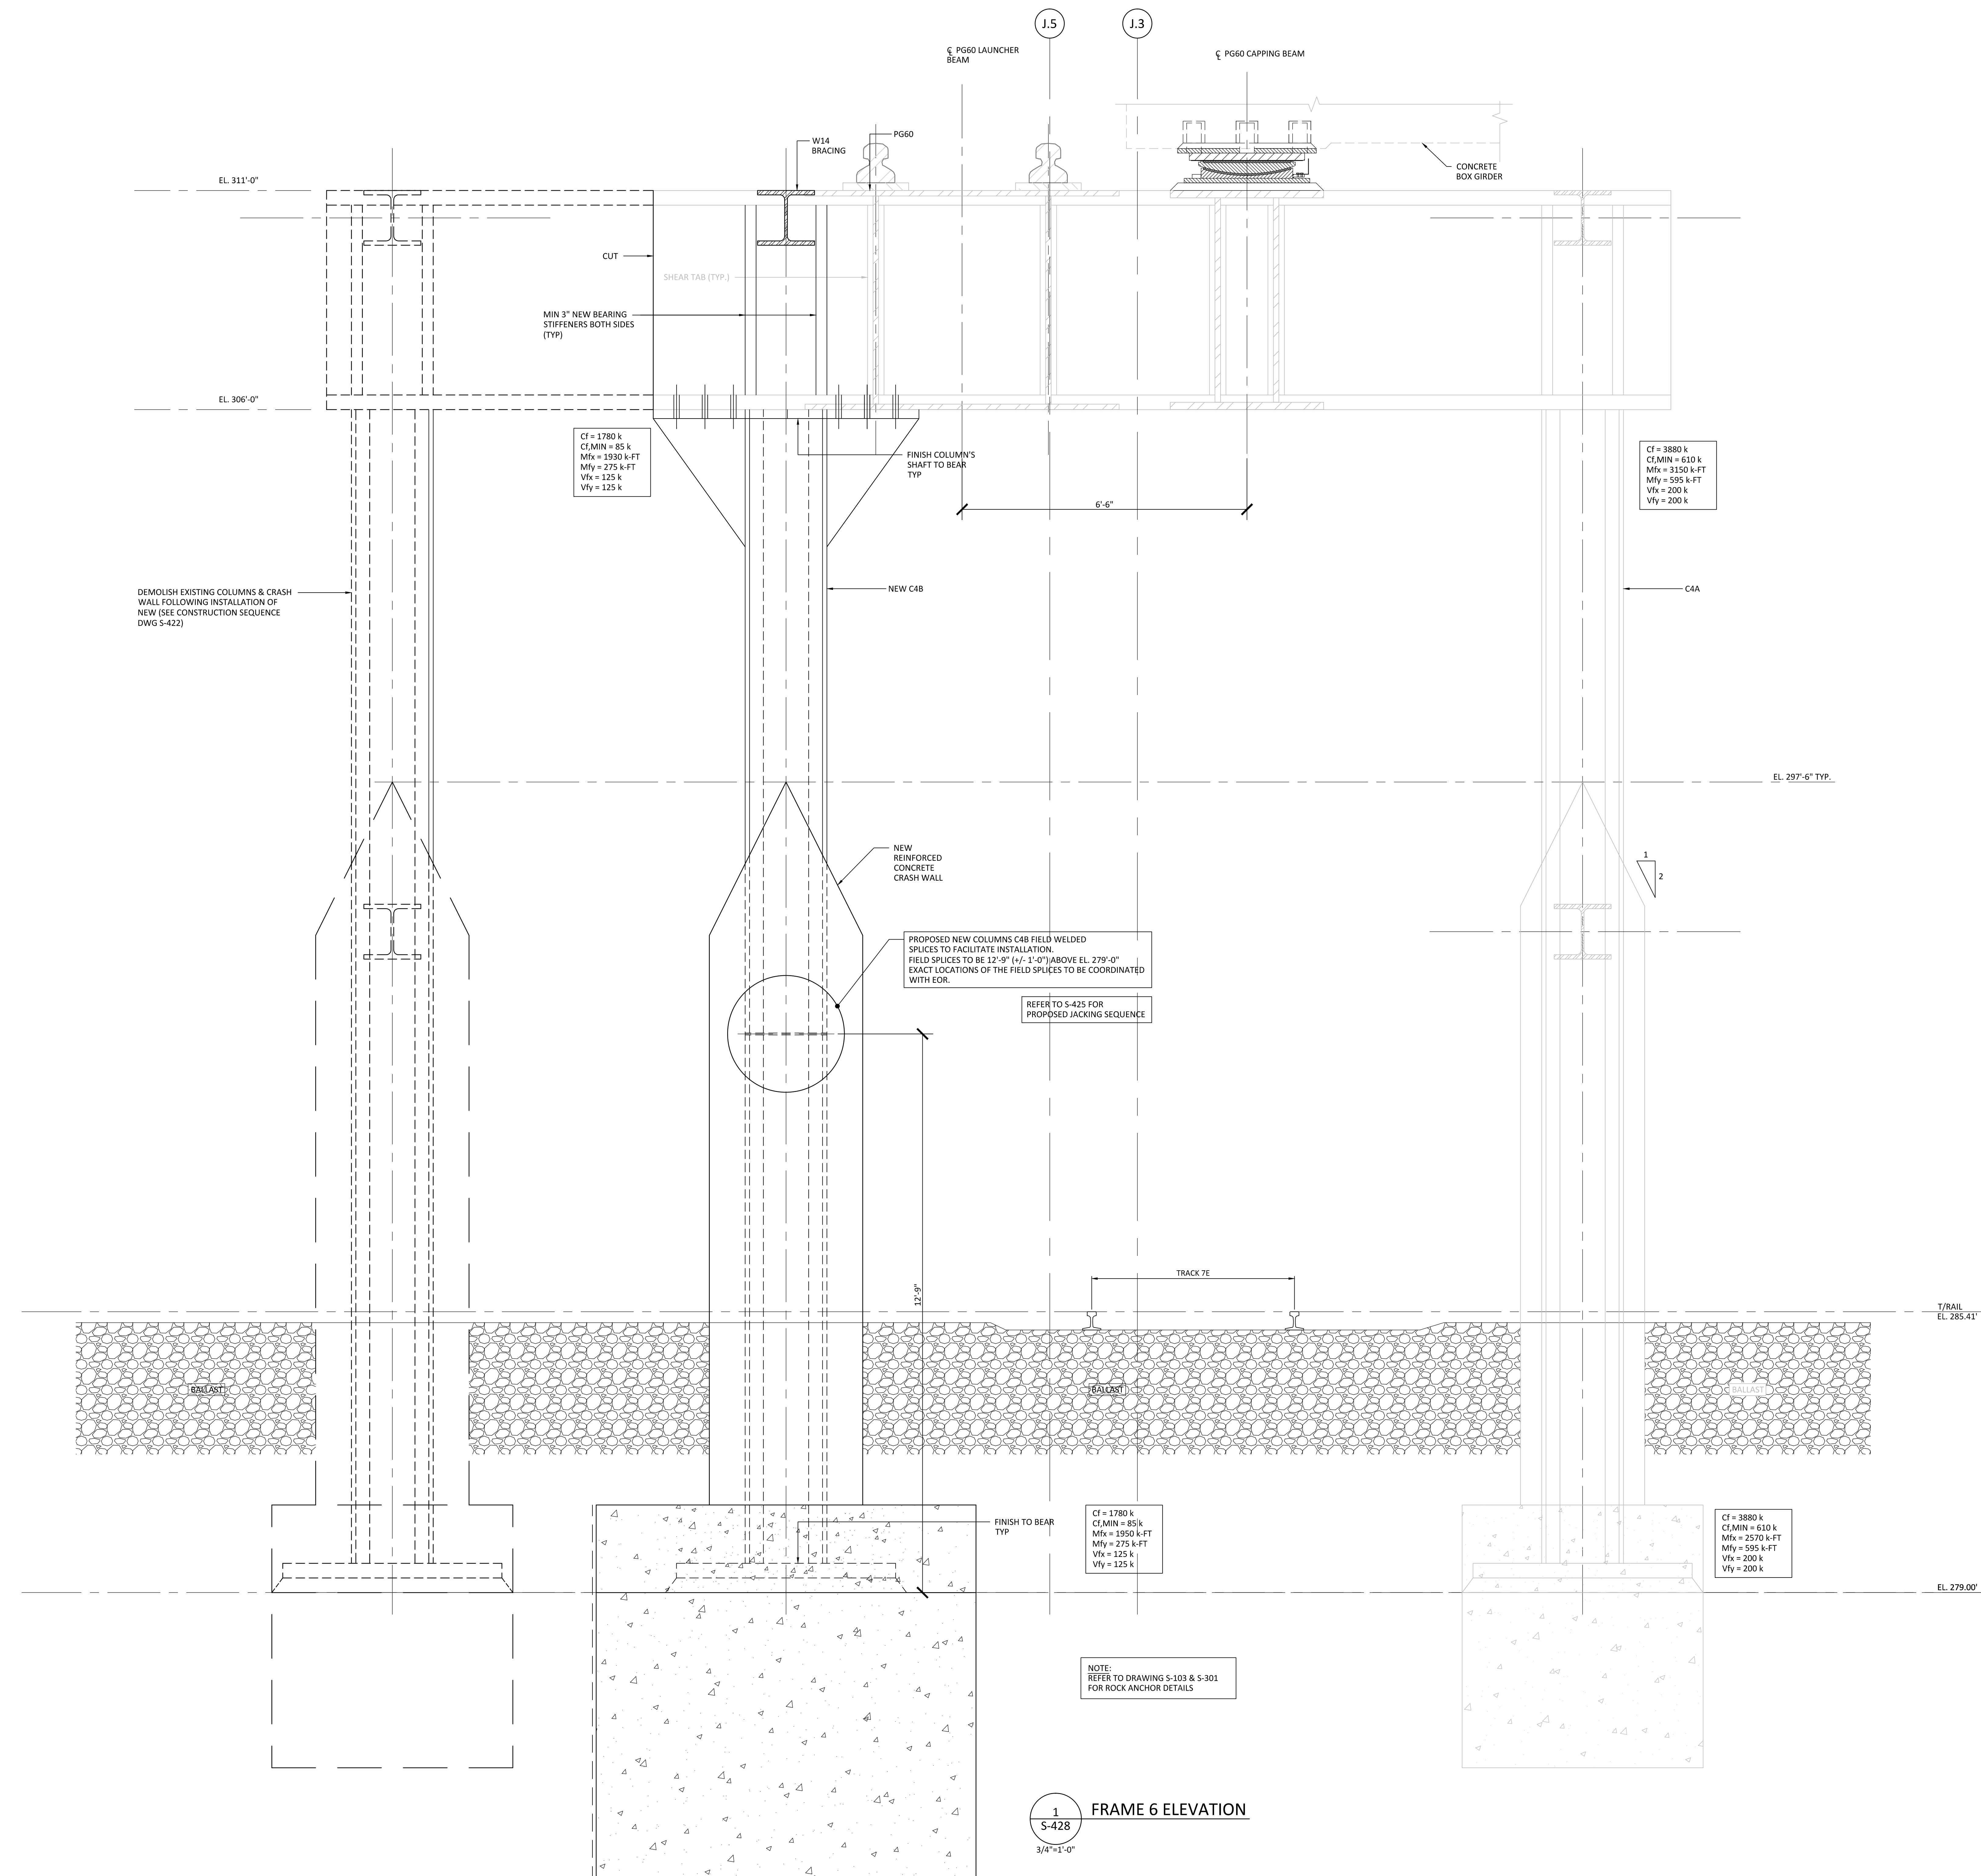 J.5
J.3
℄ PG60 LAUNCHER
BEAM
℄ PG60 CAPPING BEAM
W14
BRACING
PG60
CONCRETE
BOX GIRDER
EL. 311'-0"
CUT
SHEAR TAB (TYP.)
MIN 3" NEW BEARING
STIFFENERS BOTH SIDES
(TYP)
EL. 306'-0"
Cf = 1780 k
Cf,MIN = 85 k
Mfx = 1930 k-FT
Mfy = 275 k-FT
Vfx = 125 k
Vfy = 125 k
FINISH COLUMN'S
SHAFT TO BEAR
TYP
Cf = 3880 k
Cf,MIN = 610 k
Mfx = 3150 k-FT
Mfy = 595 k-FT
Vfx = 200 k
Vfy = 200 k
6'-6"
DEMOLISH EXISTING COLUMNS & CRASH
WALL FOLLOWING INSTALLATION OF
NEW (SEE CONSTRUCTION SEQUENCE
DWG S-422)
NEW C4B
C4A
EL. 297'-6" TYP.
NEW
REINFORCED
CONCRETE
CRASH WALL
1
2
PROPOSED NEW COLUMNS C4B FIELD WELDED
SPLICES TO FACILITATE INSTALLATION.
FIELD SPLICES TO BE 12'-9" (+/- 1'-0") ABOVE EL. 279'-0"
EXACT LOCATIONS OF THE FIELD SPLICES TO BE COORDINATED
WITH EOR.
REFER TO S-425 FOR
PROPOSED JACKING SEQUENCE
12'-9"
TRACK 7E
T/RAIL
EL. 285.41'
BALLAST
BALLAST
BALLAST
FINISH TO BEAR
TYP
Cf = 1780 k
Cf,MIN = 85 k
Mfx = 1950 k-FT
Mfy = 275 k-FT
Vfx = 125 k
Vfy = 125 k
Cf = 3880 k
Cf,MIN = 610 k
Mfx = 2570 k-FT
Mfy = 595 k-FT
Vfx = 200 k
Vfy = 200 k
EL. 279.00'
NOTE:
REFER TO DRAWING S-103 & S-301
FOR ROCK ANCHOR DETAILS
1
S-428
FRAME 6 ELEVATION
3/4"=1'-0"